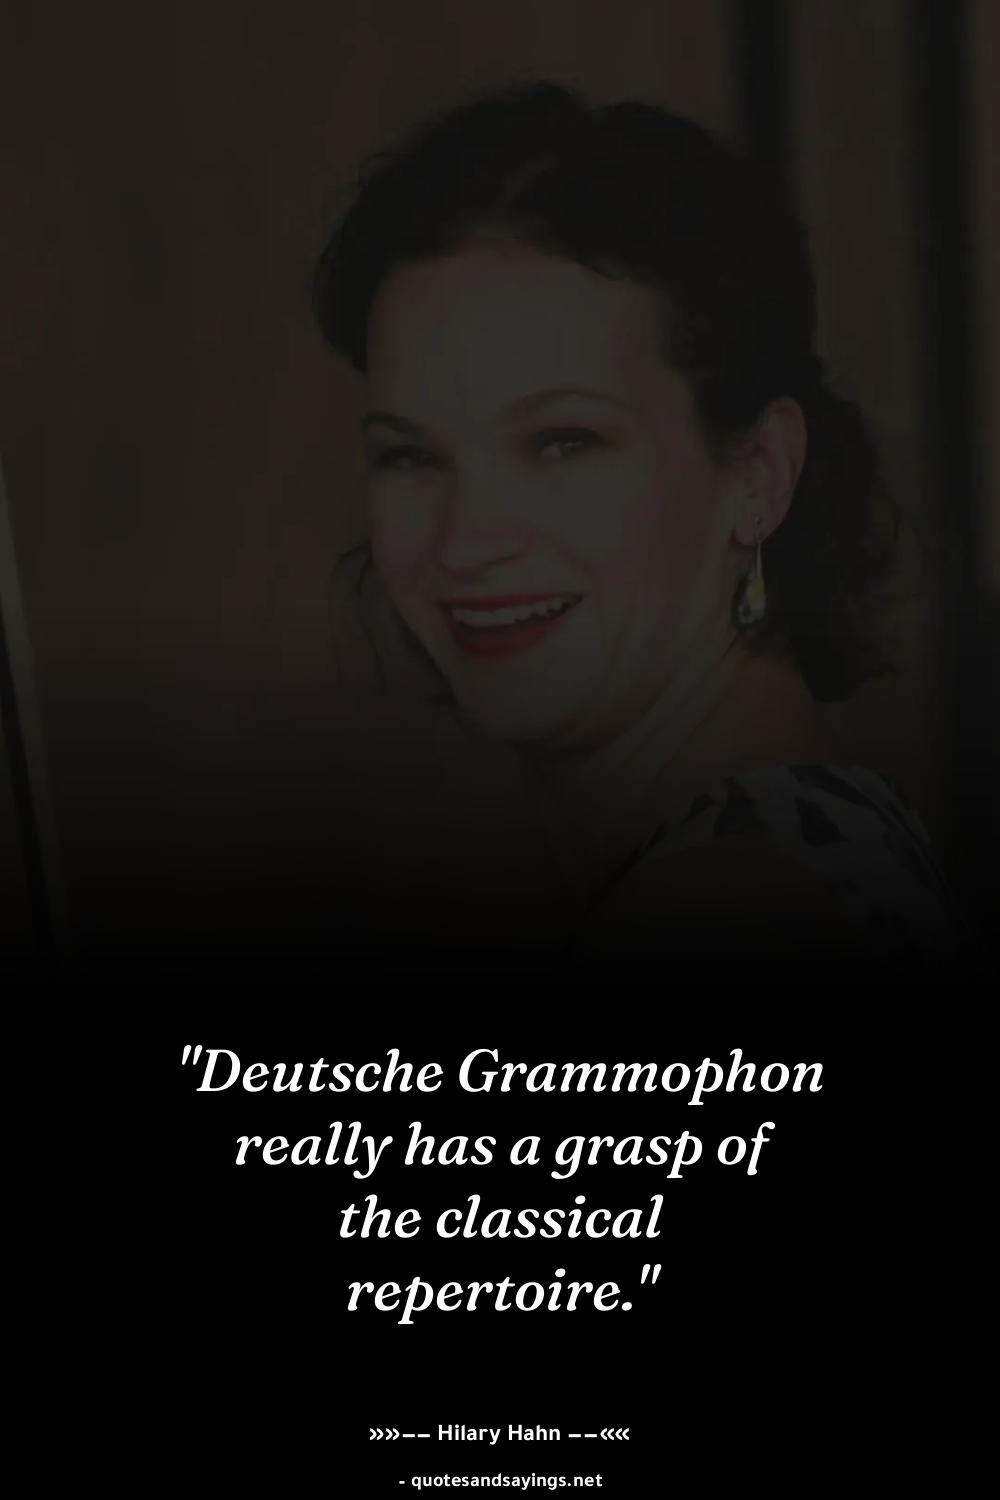 "Deutsche Grammophon
really has a grasp of
the classical
repertoire."
»»–– Hilary Hahn ––««
- quotesandsayings.net